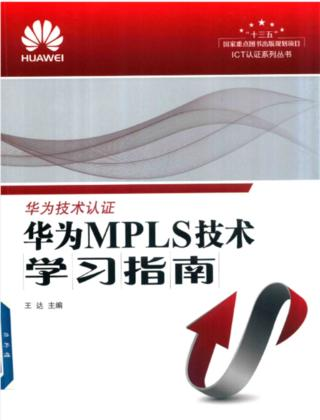 HUAWEI
"十三五"
国家重点图书出版规划项目
ICT认证系列丛书
华为技术认证
华为MPLS技术
学习指南
王达 主编